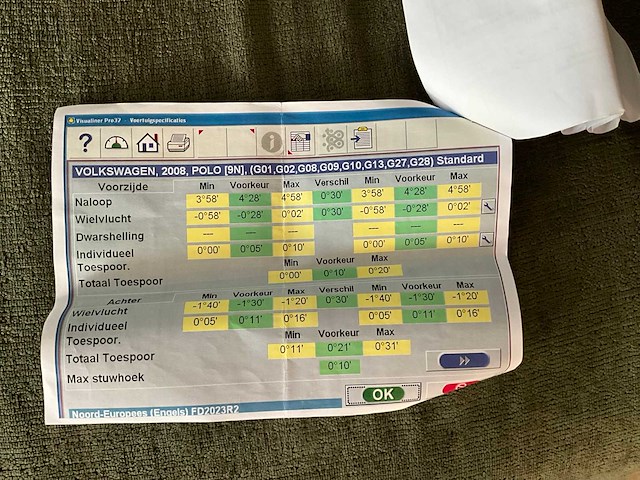 Visualiner Pro32 - Voertuigspecificaties
?
VOLKSWAGEN, 2008, POLO [9N], (G01,G02,G08,G09,G10,G13,G27,G28) Standard
Voorzijde Min Voorkeur Max Verschil Min Voorkeur Max
Naloop 3°58' 4°28' 4°58' 0°30' 3°58' 4°28' 4°58'
Wielvlucht -0°58' -0°28' 0°02' 0°30' -0°58' -0°28' 0°02'
Dwarshelling --- --- --- --- --- ---
Individueel Toespoor. 0°00' 0°05' 0°10' 0°00' 0°05' 0°10'
Min Voorkeur Max
Totaal Toespoor 0°00' 0°10' 0°20'
Achter Min Voorkeur Max Verschil Min Voorkeur Max
Wielvlucht -1°40' -1°30' -1°20' 0°30' -1°40' -1°30' -1°20'
Individueel Toespoor. 0°05' 0°11' 0°16' 0°05' 0°11' 0°16'
Min Voorkeur Max
Totaal Toespoor 0°11' 0°21' 0°31'
Max stuwhoek 0°10'
OK
Noord-Europees (Engels) FD2023R2